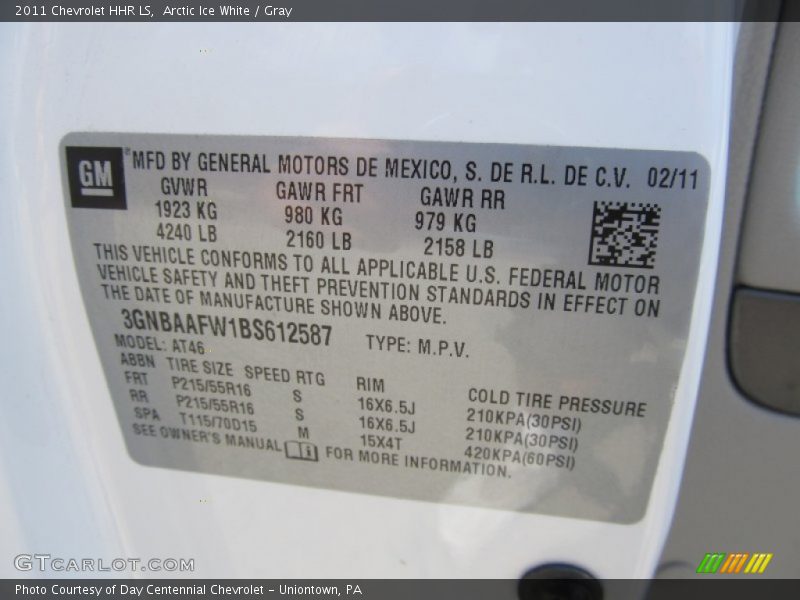 2011 Chevrolet HHR LS, Arctic Ice White / Gray
GM
MFD BY GENERAL MOTORS DE MEXICO, S. DE R.L. DE C.V. 02/11
GVWR GAWR FRT GAWR RR
1923 KG 980 KG 979 KG
4240 LB 2160 LB 2158 LB
THIS VEHICLE CONFORMS TO ALL APPLICABLE U.S. FEDERAL MOTOR
VEHICLE SAFETY AND THEFT PREVENTION STANDARDS IN EFFECT ON
THE DATE OF MANUFACTURE SHOWN ABOVE.
3GNBAAFW1BS612587 TYPE: M.P.V.
MODEL: AT46
ABBN TIRE SIZE SPEED RTG RIM COLD TIRE PRESSURE
FRT P215/55R16 S 16X6.5J 210KPA(30PSI)
RR P215/55R16 S 16X6.5J 210KPA(30PSI)
SPA T115/70D15 M 15X4T 420KPA(60PSI)
SEE OWNER'S MANUAL FOR MORE INFORMATION.
GTCARLOT.COM
Photo Courtesy of Day Centennial Chevrolet - Uniontown, PA